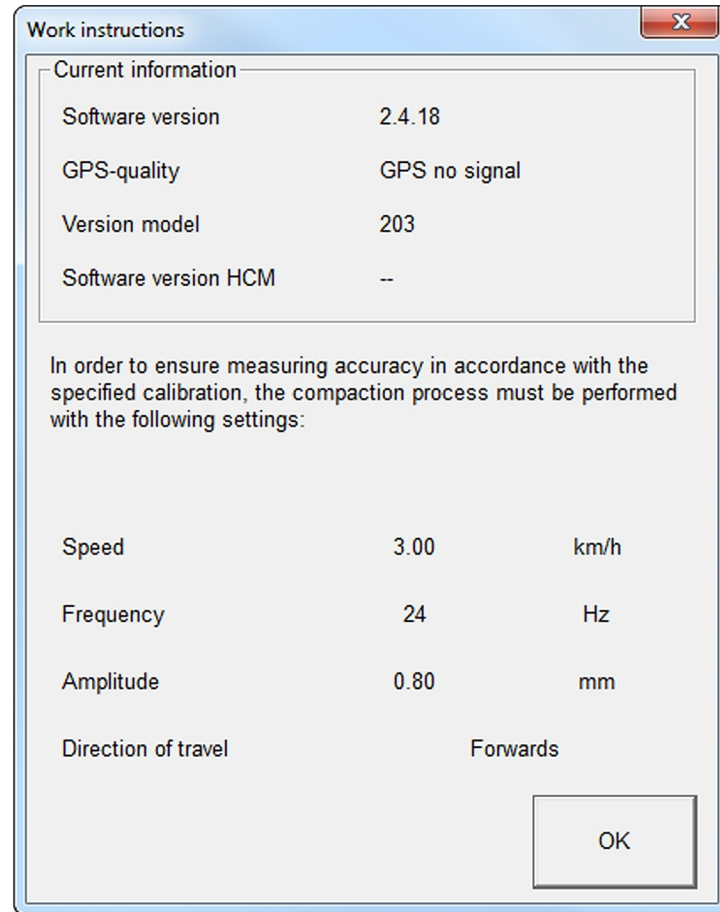 Work instructions
Current information
Software version 2.4.18
GPS-quality GPS no signal
Version model 203
Software version HCM --
In order to ensure measuring accuracy in accordance with the
specified calibration, the compaction process must be performed
with the following settings:
Speed 3.00 km/h
Frequency 24 Hz
Amplitude 0.80 mm
Direction of travel Forwards
OK